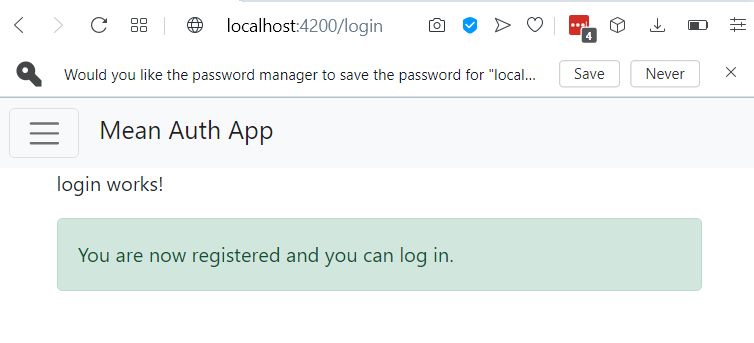 localhost:4200/login
4
Would you like the password manager to save the password for "local...
Save
Never
Mean Auth App
login works!
You are now registered and you can log in.